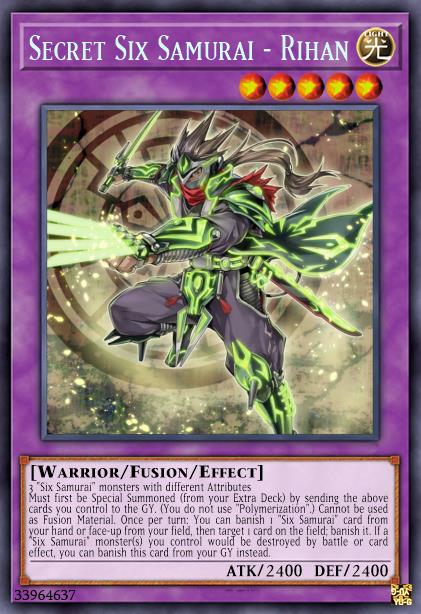 Secret Six Samurai - Rihan
LIGHT
光
[Warrior/Fusion/Effect]
3 "Six Samurai" monsters with different Attributes
Must first be Special Summoned (from your Extra Deck) by sending the above
cards you control to the GY. (You do not use "Polymerization".) Cannot be used
as Fusion Material. Once per turn: You can banish 1 "Six Samurai" card from
your hand or face-up from your field, then target 1 card on the field; banish it. If a
"Six Samurai" monster(s) you control would be destroyed by battle or card
effect, you can banish this card from your GY instead.
ATK/2400 DEF/2400
33964637